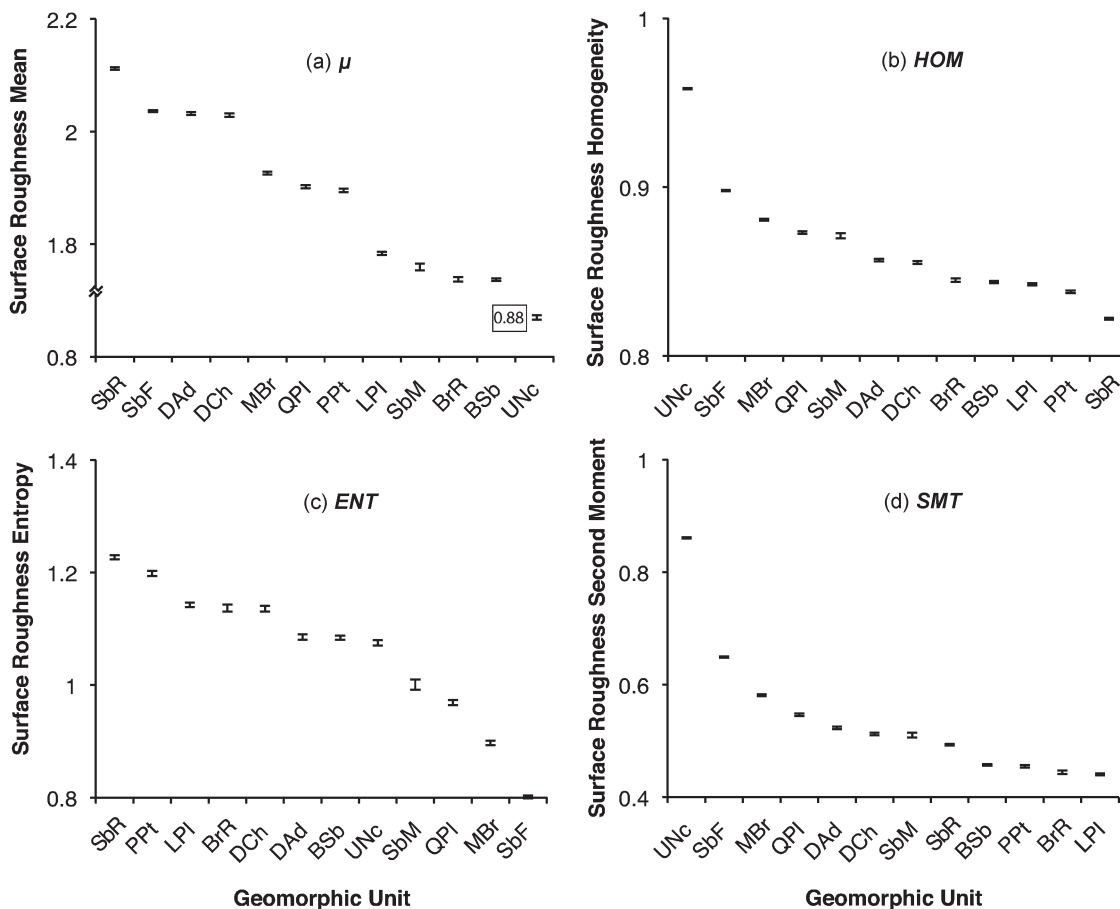 (a) μ
Surface Roughness Mean
2.2
2
1.8
0.8
0.88
SbR SbF DAd DCh MBr QPl PPt LPl SbM BrR BSb UNc
(b) HOM
Surface Roughness Homogeneity
1
0.9
0.8
UNc SbF MBr QPl SbM DAd DCh BrR BSb LPl PPt SbR
(c) ENT
Surface Roughness Entropy
1.4
1.2
1
0.8
SbR PPt LPl BrR DCh DAd BSb UNc SbM QPl MBr SbF
Geomorphic Unit
(d) SMT
Surface Roughness Second Moment
1
0.8
0.6
0.4
UNc SbF MBr QPl DAd DCh SbM SbR BSb PPt BrR LPl
Geomorphic Unit